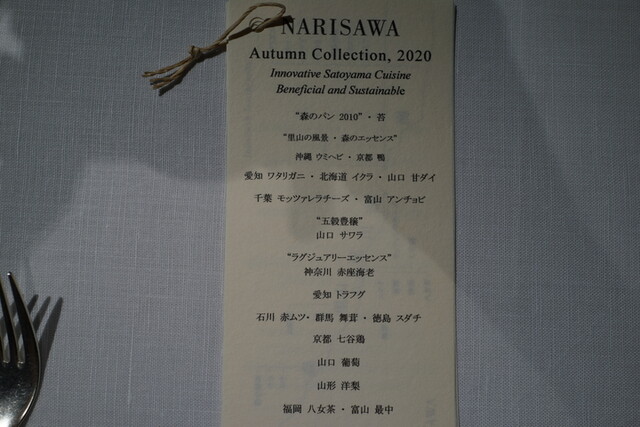 NARISAWA
Autumn Collection, 2020
Innovative Satoyama Cuisine
Beneficial and Sustainable
“森のパン 2010”・苔
“里山の風景・森のエッセンス”
沖縄 ウミヘビ・京都 鴨
愛知 ワタリガニ・北海道 イクラ・山口 甘ダイ
千葉 モッツァレラチーズ・富山 アンチョビ
“五穀豊穣”
山口 サワラ
“ラグジュアリーエッセンス”
神奈川 赤座海老
愛知 トラフグ
石川 赤ムツ・群馬 舞茸・徳島 スダチ
京都 七谷鶏
山口 葡萄
山形 洋梨
福岡 八女茶・富山 最中